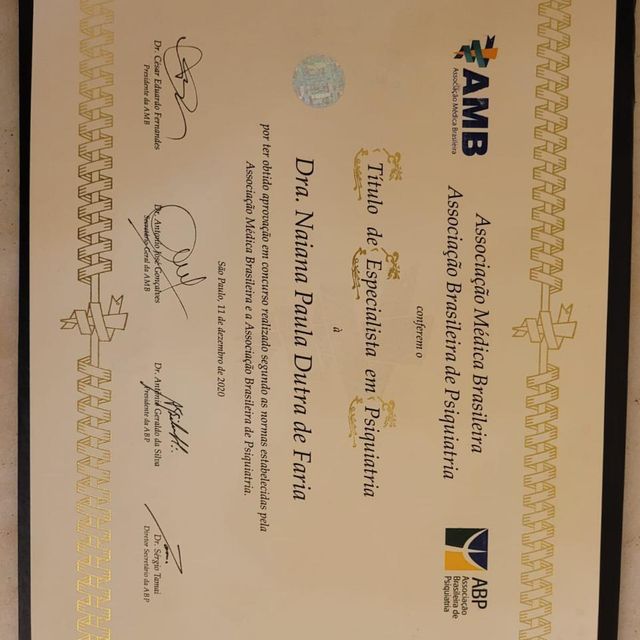 AMB
Associação Médica Brasileira
Associação Médica Brasileira
Associação Brasileira de Psiquiatria
ABP
Associação
Brasileira de
Psiquiatria
conferem o
Título de Especialista em Psiquiatria
à
Dra. Naiana Paula Dutra de Faria
por ter obtido aprovação em concurso realizado segundo as normas estabelecidas pela
Associação Médica Brasileira e a Associação Brasileira de Psiquiatria.
São Paulo, 11 de dezembro de 2020
Dr. César Eduardo Fernandes
Presidente da AMB
Dr. Antonio José Gonçalves
Secretário Geral da AMB
Dr. Antônio Geraldo da Silva
Presidente da ABP
Dr. Sérgio Tamai
Diretor Secretário da ABP